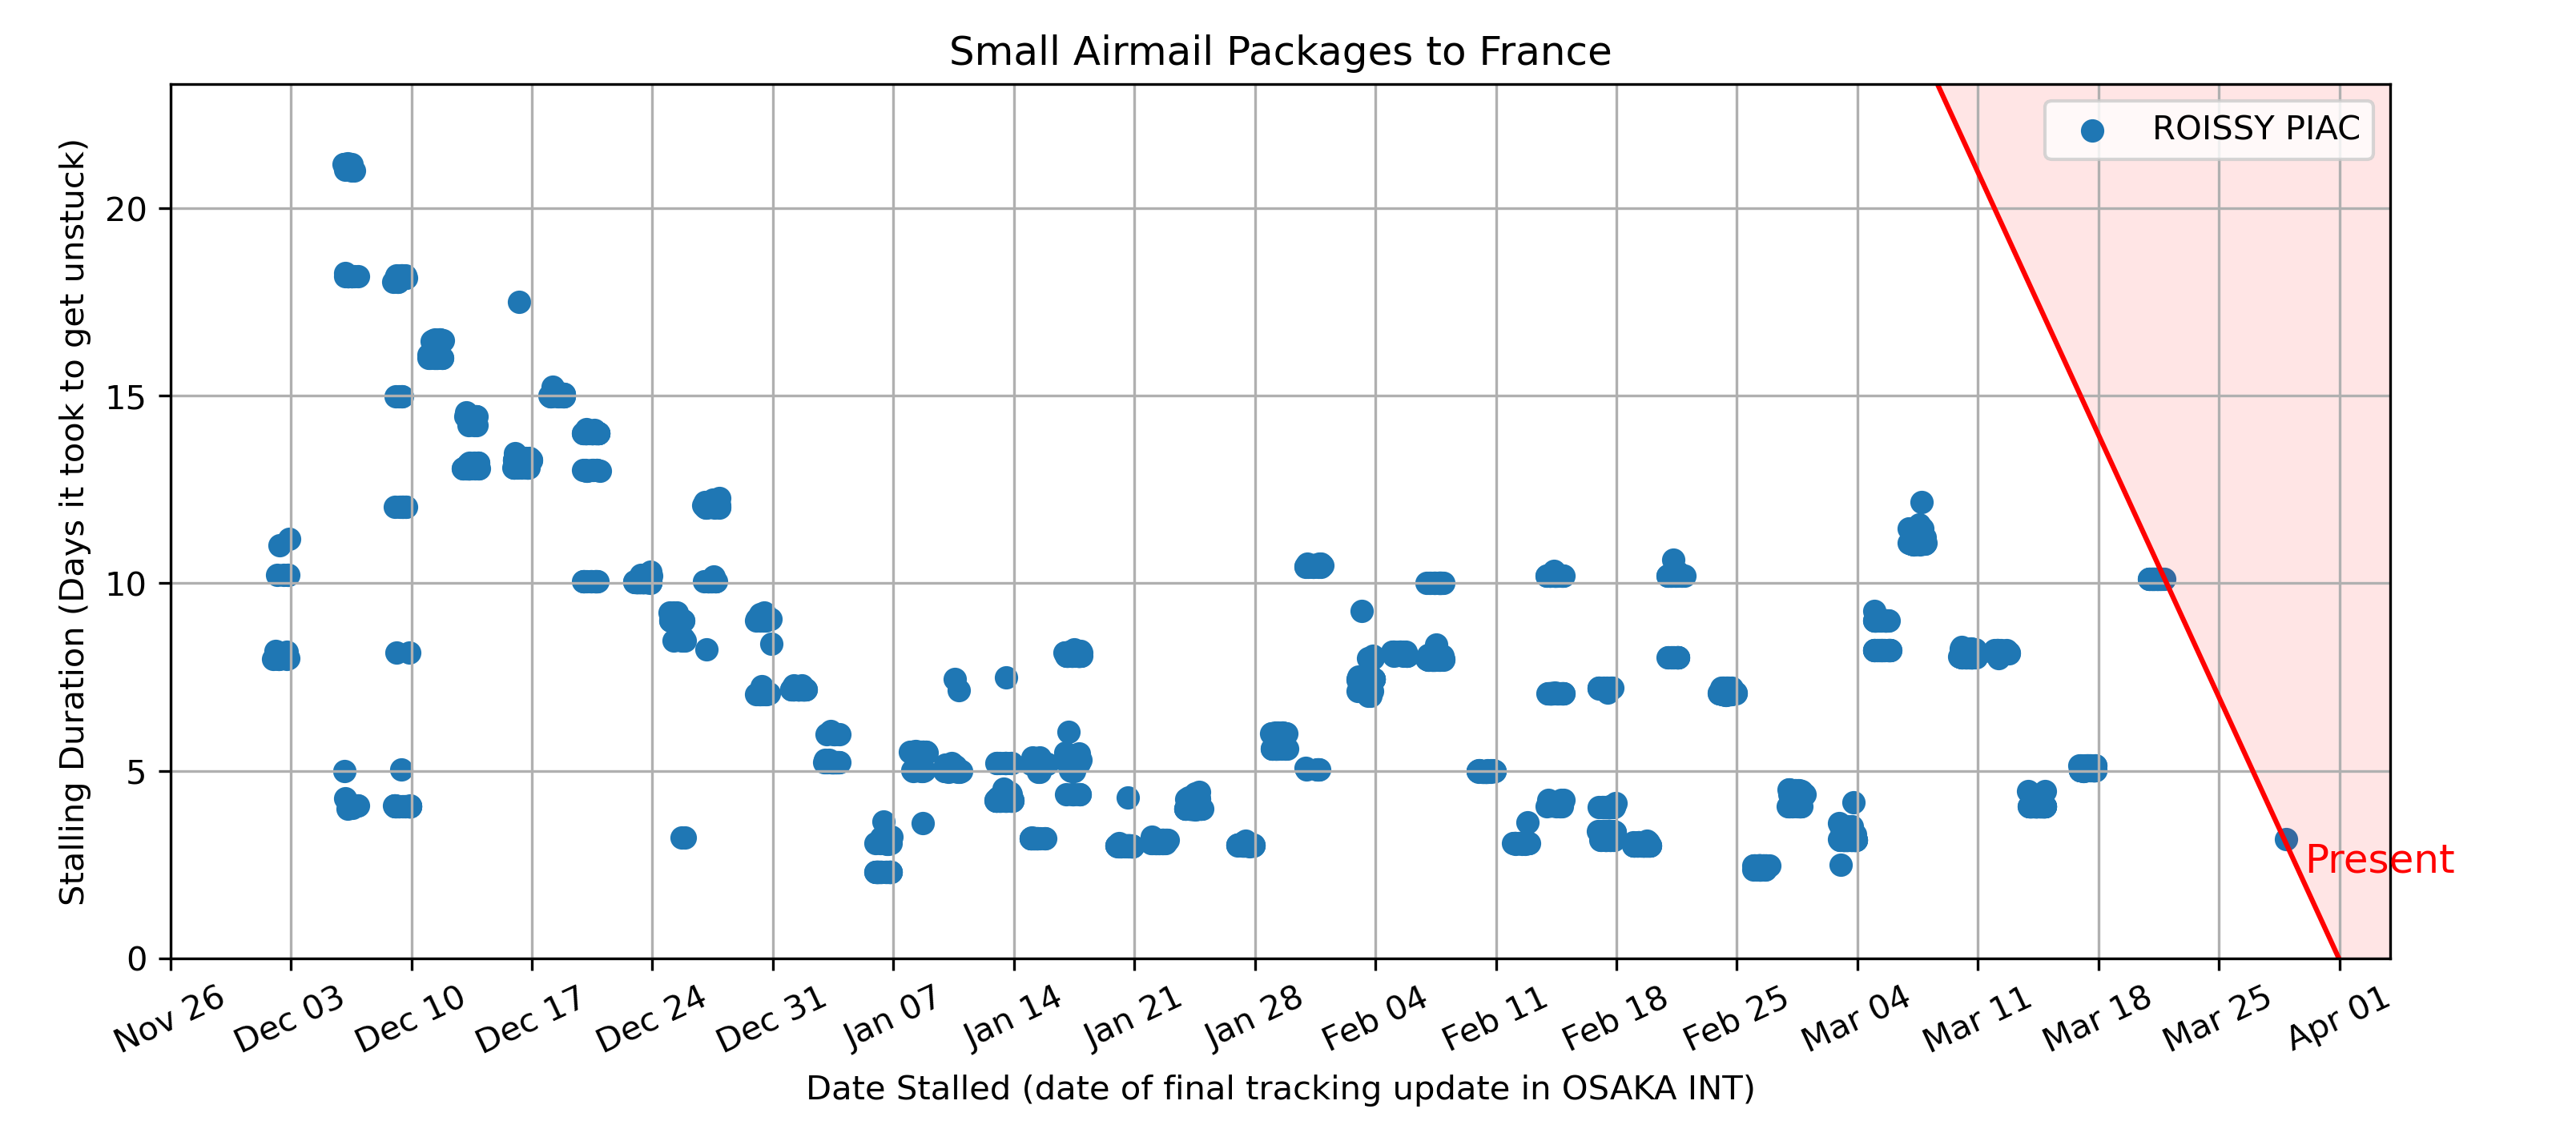 Small Airmail Packages to France
ROISSY PIAC
Stalling Duration (Days it took to get unstuck)
20
15
10
5
0
Present
Nov 26
Dec 03
Dec 10
Dec 17
Dec 24
Dec 31
Jan 07
Jan 14
Jan 21
Jan 28
Feb 04
Feb 11
Feb 18
Feb 25
Mar 04
Mar 11
Mar 18
Mar 25
Apr 01
Date Stalled (date of final tracking update in OSAKA INT)